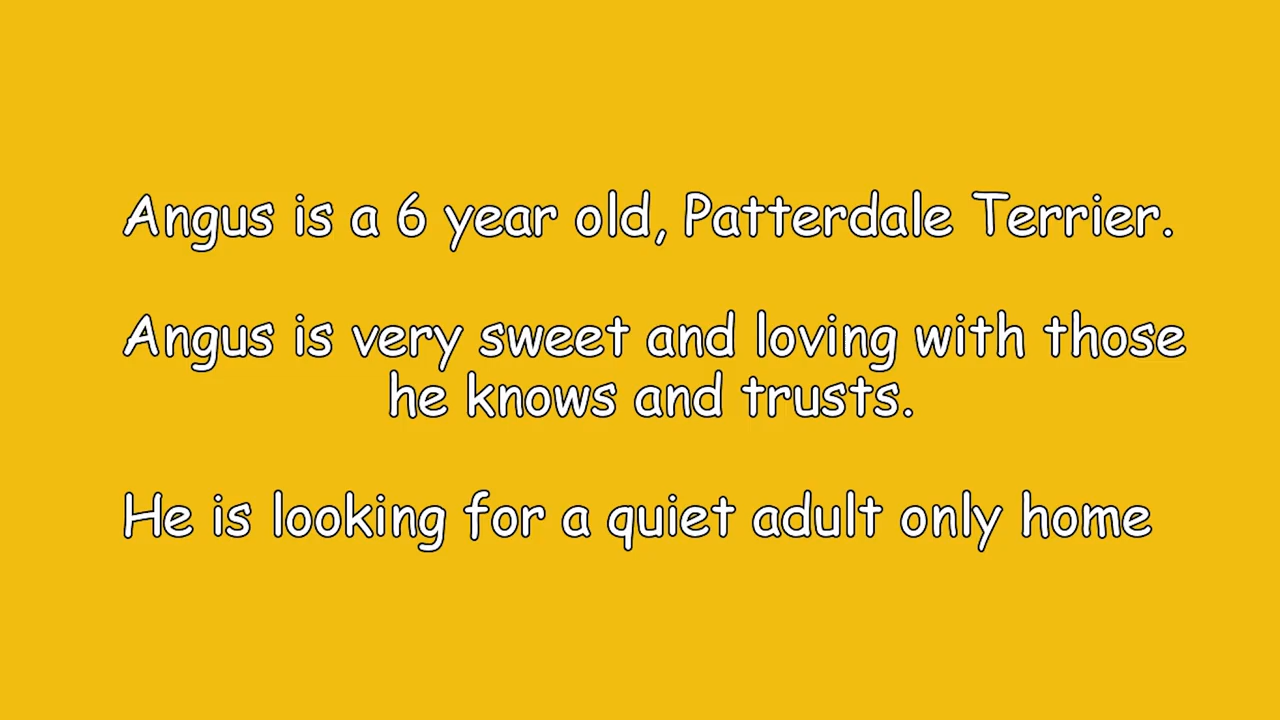 Angus is a 6 year old, Patterdale Terrier.
Angus is very sweet and loving with those
he knows and trusts.
He is looking for a quiet adult only home